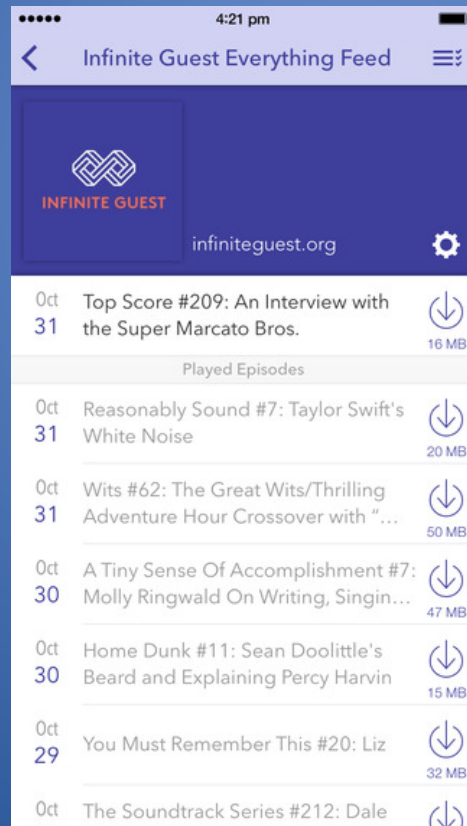 4:21 pm
Infinite Guest Everything Feed
INFINITE GUEST
infiniteguest.org
Oct
31
Top Score #209: An Interview with
the Super Marcato Bros.
16 MB
Played Episodes
Oct
31
Reasonably Sound #7: Taylor Swift's
White Noise
20 MB
Oct
31
Wits #62: The Great Wits/Thrilling
Adventure Hour Crossover with “…
50 MB
Oct
30
A Tiny Sense Of Accomplishment #7:
Molly Ringwald On Writing, Singin…
47 MB
Oct
30
Home Dunk #11: Sean Doolittle's
Beard and Explaining Percy Harvin
15 MB
Oct
29
You Must Remember This #20: Liz
32 MB
Oct
The Soundtrack Series #212: Dale